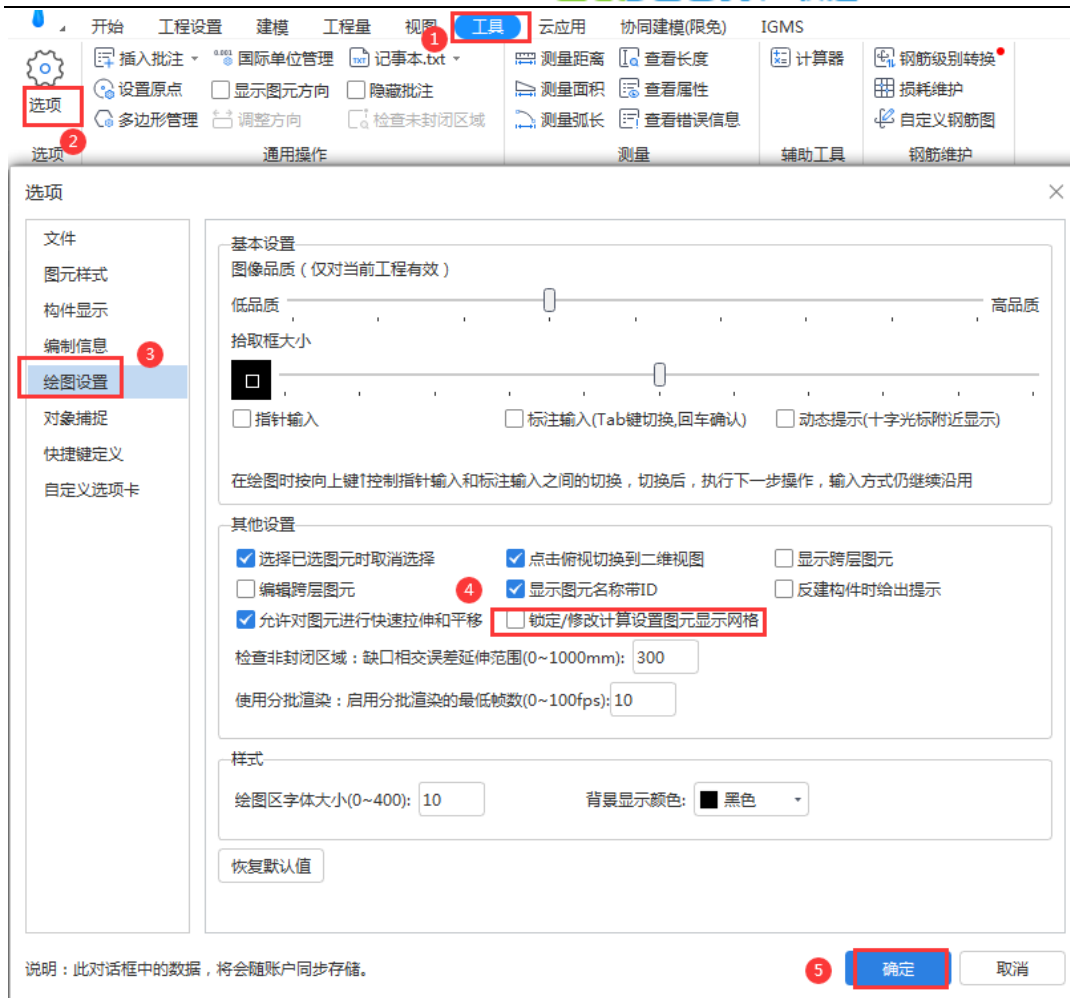 开始 工程设置 建模 工程量 视图 1 工具 云应用 协同建模(限免) IGMS
插入批注 0.001 国际单位管理 TXT 记事本.txt 测量距离 查看长度 计算器 钢筋级别转换
选项 设置原点 显示图元方向 隐藏批注 测量面积 查看属性 损耗维护
多边形管理 调整方向 检查未封闭区域 测量弧长 查看错误信息 自定义钢筋图
2
选项 通用操作 测量 辅助工具 钢筋维护
选项
文件
图元样式
构件显示
编制信息
3
绘图设置
对象捕捉
快捷键定义
自定义选项卡
基本设置
图像品质（仅对当前工程有效）
低品质 高品质
拾取框大小
指针输入 标注输入(Tab键切换,回车确认) 动态提示(十字光标附近显示)
在绘图时按向上键↑控制指针输入和标注输入之间的切换，切换后，执行下一步操作，输入方式仍继续沿用
其他设置
选择已选图元时取消选择 点击俯视切换到二维视图 显示跨层图元
编辑跨层图元 4 显示图元名称带ID 反建构件时给出提示
允许对图元进行快速拉伸和平移 锁定/修改计算设置图元显示网格
检查非封闭区域：缺口相交误差延伸范围(0~1000mm): 300
使用分批渲染：启用分批渲染的最低帧数(0~100fps): 10
样式
绘图区字体大小(0~400): 10 背景显示颜色: 黑色
恢复默认值
说明：此对话框中的数据，将会随账户同步存储。 5 确定 取消